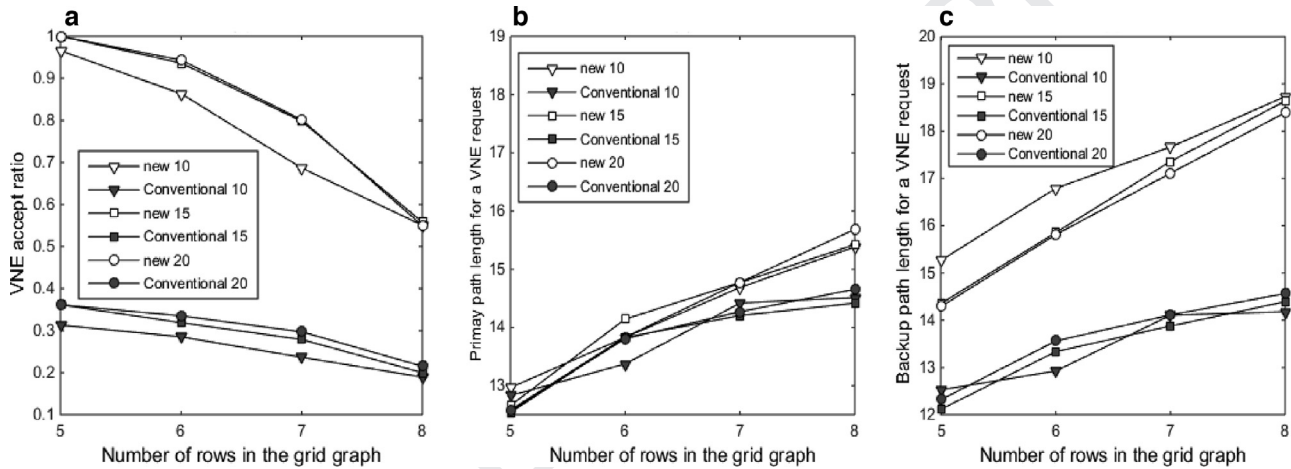 a
VNE accept ratio
1
0.9
0.8
0.7
0.6
0.5
0.4
0.3
0.2
0.1
new 10
Conventional 10
new 15
Conventional 15
new 20
Conventional 20
5
6
7
8
Number of rows in the grid graph
b
Primay path length for a VNE request
19
18
17
16
15
14
13
new 10
Conventional 10
new 15
Conventional 15
new 20
Conventional 20
5
6
7
8
Number of rows in the grid graph
c
Backup path length for a VNE request
20
19
18
17
16
15
14
13
12
new 10
Conventional 10
new 15
Conventional 15
new 20
Conventional 20
5
6
7
8
Number of rows in the grid graph